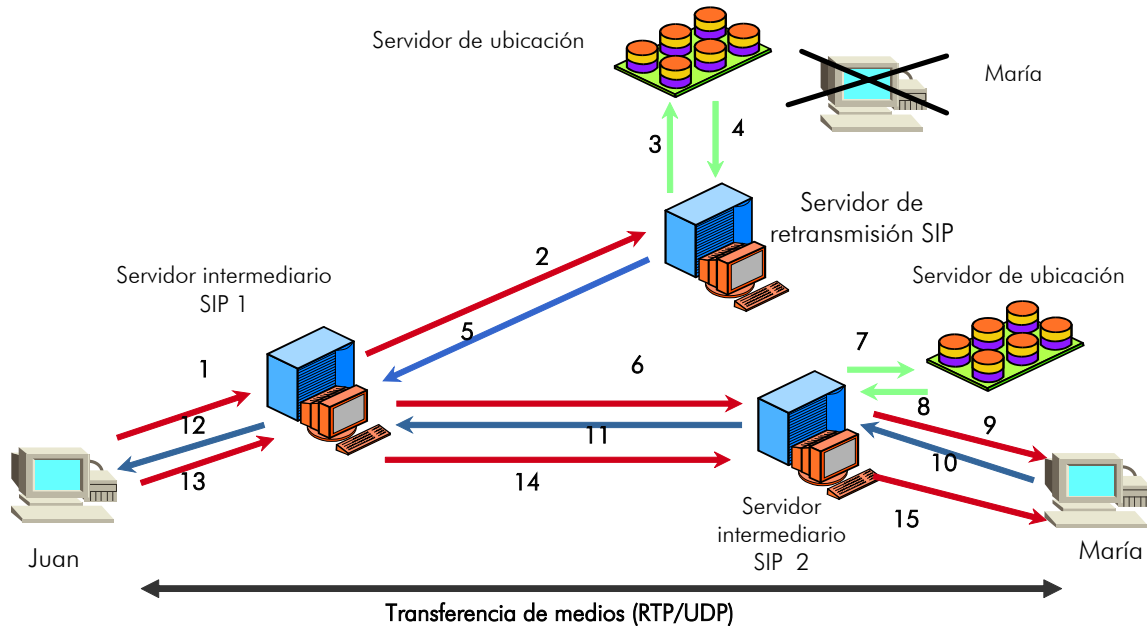 Servidor de ubicación
María
3
4
Servidor de
retransmisión SIP
2
Servidor intermediario
SIP 1
Servidor de ubicación
5
7
1
6
8
9
12
11
10
13
14
15
Servidor
intermediario
SIP 2
Juan
María
Transferencia de medios (RTP/UDP)